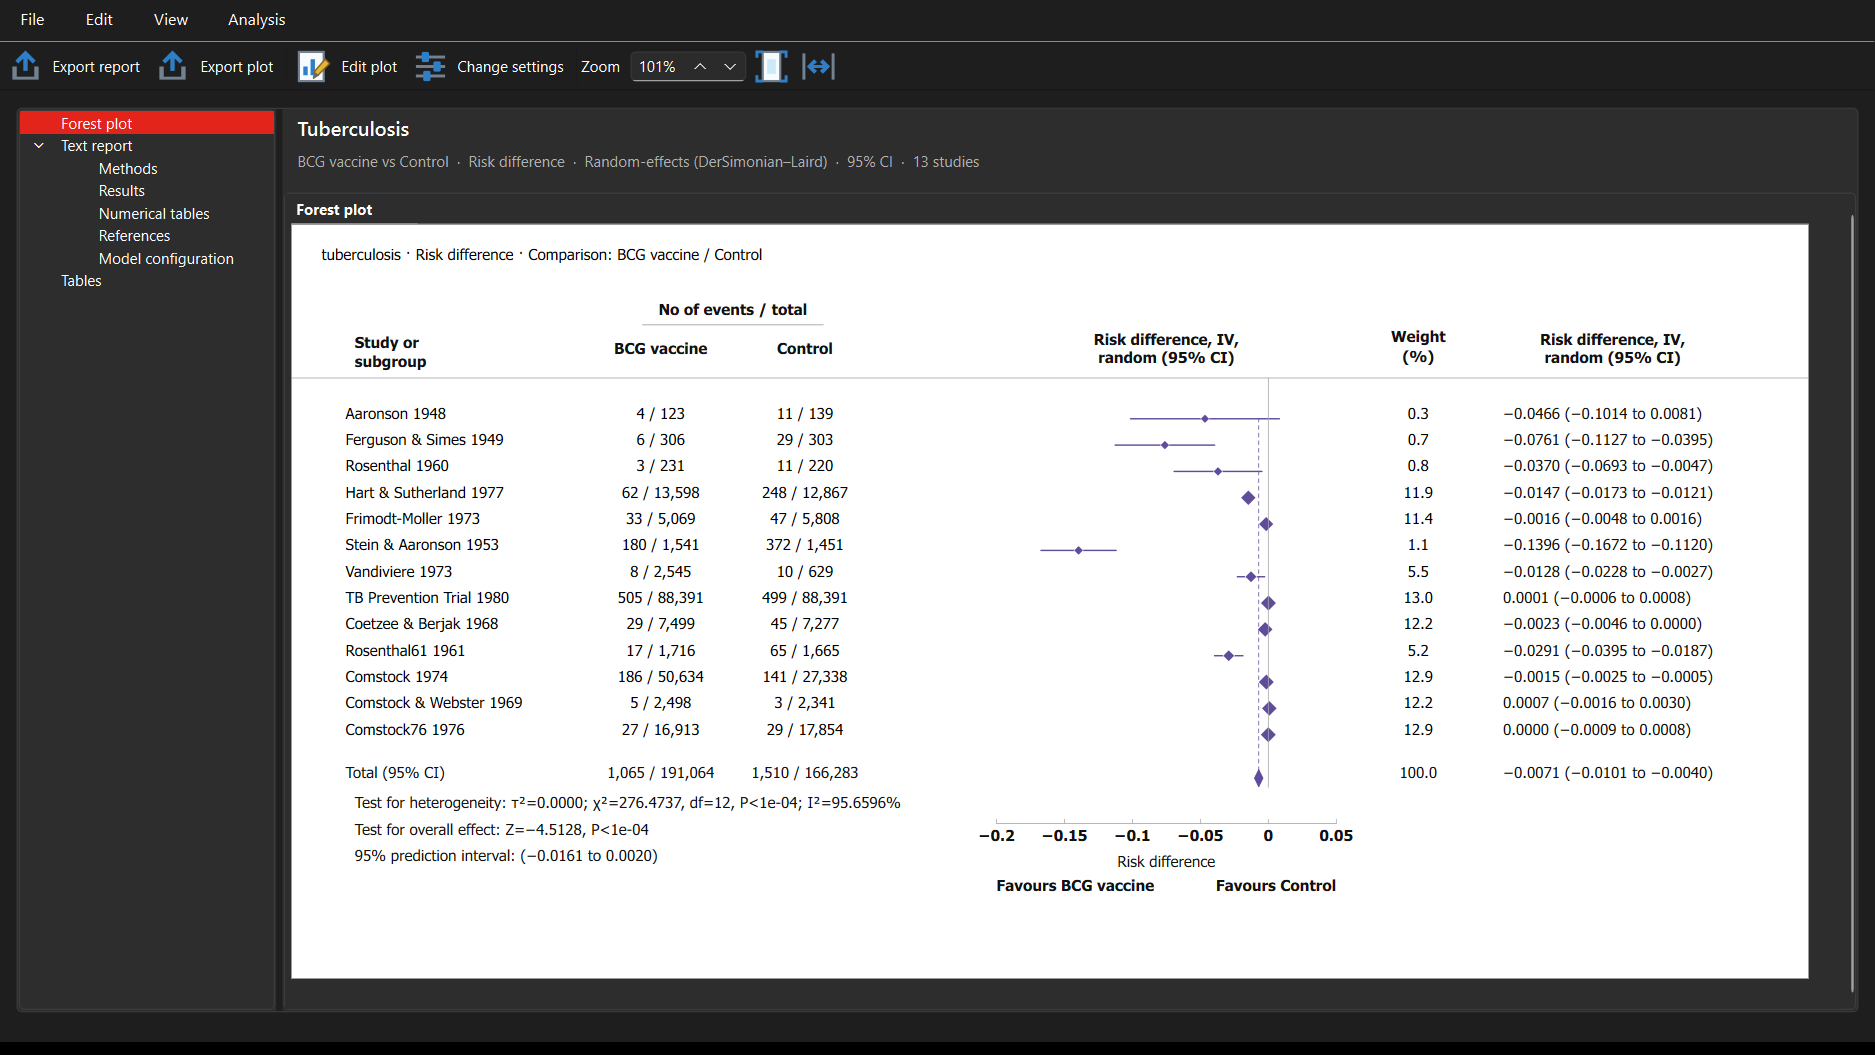 File Edit View Analysis
Export report Export plot Edit plot Change settings Zoom 101%
Forest plot
Text report
Methods
Results
Numerical tables
References
Model configuration
Tables
Tuberculosis
BCG vaccine vs Control · Risk difference · Random-effects (DerSimonian–Laird) · 95% CI · 13 studies
Forest plot
tuberculosis · Risk difference · Comparison: BCG vaccine / Control
No of events / total
Study or subgroup BCG vaccine Control Risk difference, IV, random (95% CI) Weight (%) Risk difference, IV, random (95% CI)
Aaronson 1948 4 / 123 11 / 139 0.3 −0.0466 (−0.1014 to 0.0081)
Ferguson & Simes 1949 6 / 306 29 / 303 0.7 −0.0761 (−0.1127 to −0.0395)
Rosenthal 1960 3 / 231 11 / 220 0.8 −0.0370 (−0.0693 to −0.0047)
Hart & Sutherland 1977 62 / 13,598 248 / 12,867 11.9 −0.0147 (−0.0173 to −0.0121)
Frimodt-Moller 1973 33 / 5,069 47 / 5,808 11.4 −0.0016 (−0.0048 to 0.0016)
Stein & Aaronson 1953 180 / 1,541 372 / 1,451 1.1 −0.1396 (−0.1672 to −0.1120)
Vandiviere 1973 8 / 2,545 10 / 629 5.5 −0.0128 (−0.0228 to −0.0027)
TB Prevention Trial 1980 505 / 88,391 499 / 88,391 13.0 0.0001 (−0.0006 to 0.0008)
Coetzee & Berjak 1968 29 / 7,499 45 / 7,277 12.2 −0.0023 (−0.0046 to 0.0000)
Rosenthal61 1961 17 / 1,716 65 / 1,665 5.2 −0.0291 (−0.0395 to −0.0187)
Comstock 1974 186 / 50,634 141 / 27,338 12.9 −0.0015 (−0.0025 to −0.0005)
Comstock & Webster 1969 5 / 2,498 3 / 2,341 12.2 0.0007 (−0.0016 to 0.0030)
Comstock76 1976 27 / 16,913 29 / 17,854 12.9 0.0000 (−0.0009 to 0.0008)
Total (95% CI) 1,065 / 191,064 1,510 / 166,283 100.0 −0.0071 (−0.0101 to −0.0040)
Test for heterogeneity: τ²=0.0000; χ²=276.4737, df=12, P<1e-04; I²=95.6596%
Test for overall effect: Z=−4.5128, P<1e-04
95% prediction interval: (−0.0161 to 0.0020)
−0.2 −0.15 −0.1 −0.05 0 0.05
Risk difference
Favours BCG vaccine Favours Control